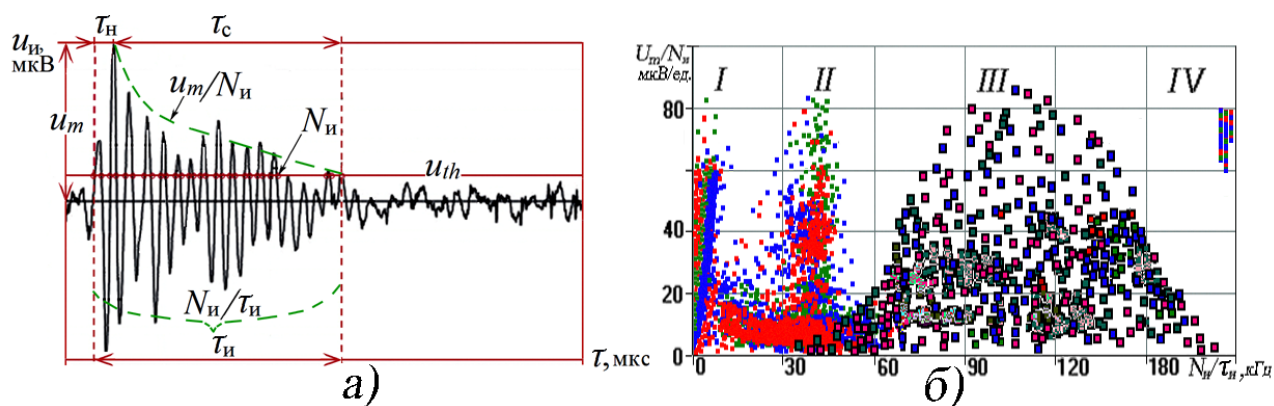 τн
τс
uи,
мкВ
um/Nи
um
Nи
uth
Nи/τи
τи
τ, мкс
а)
Um/Nи
мкВ/ед.
I
II
III
IV
80
40
20
0
0
30
60
90
120
180
Nи/τи, кГц
б)